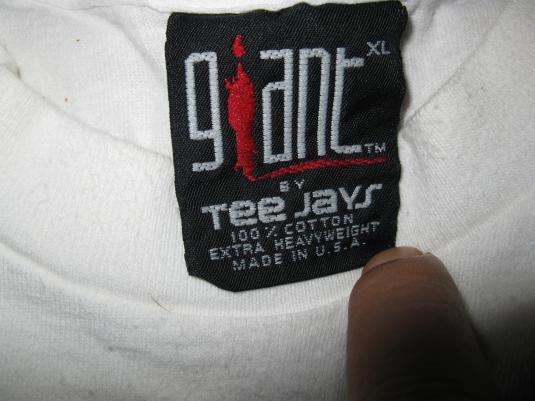 giant XL
TM
BY
Tee Jays
100% COTTON
EXTRA HEAVYWEIGHT
MADE IN U.S.A.